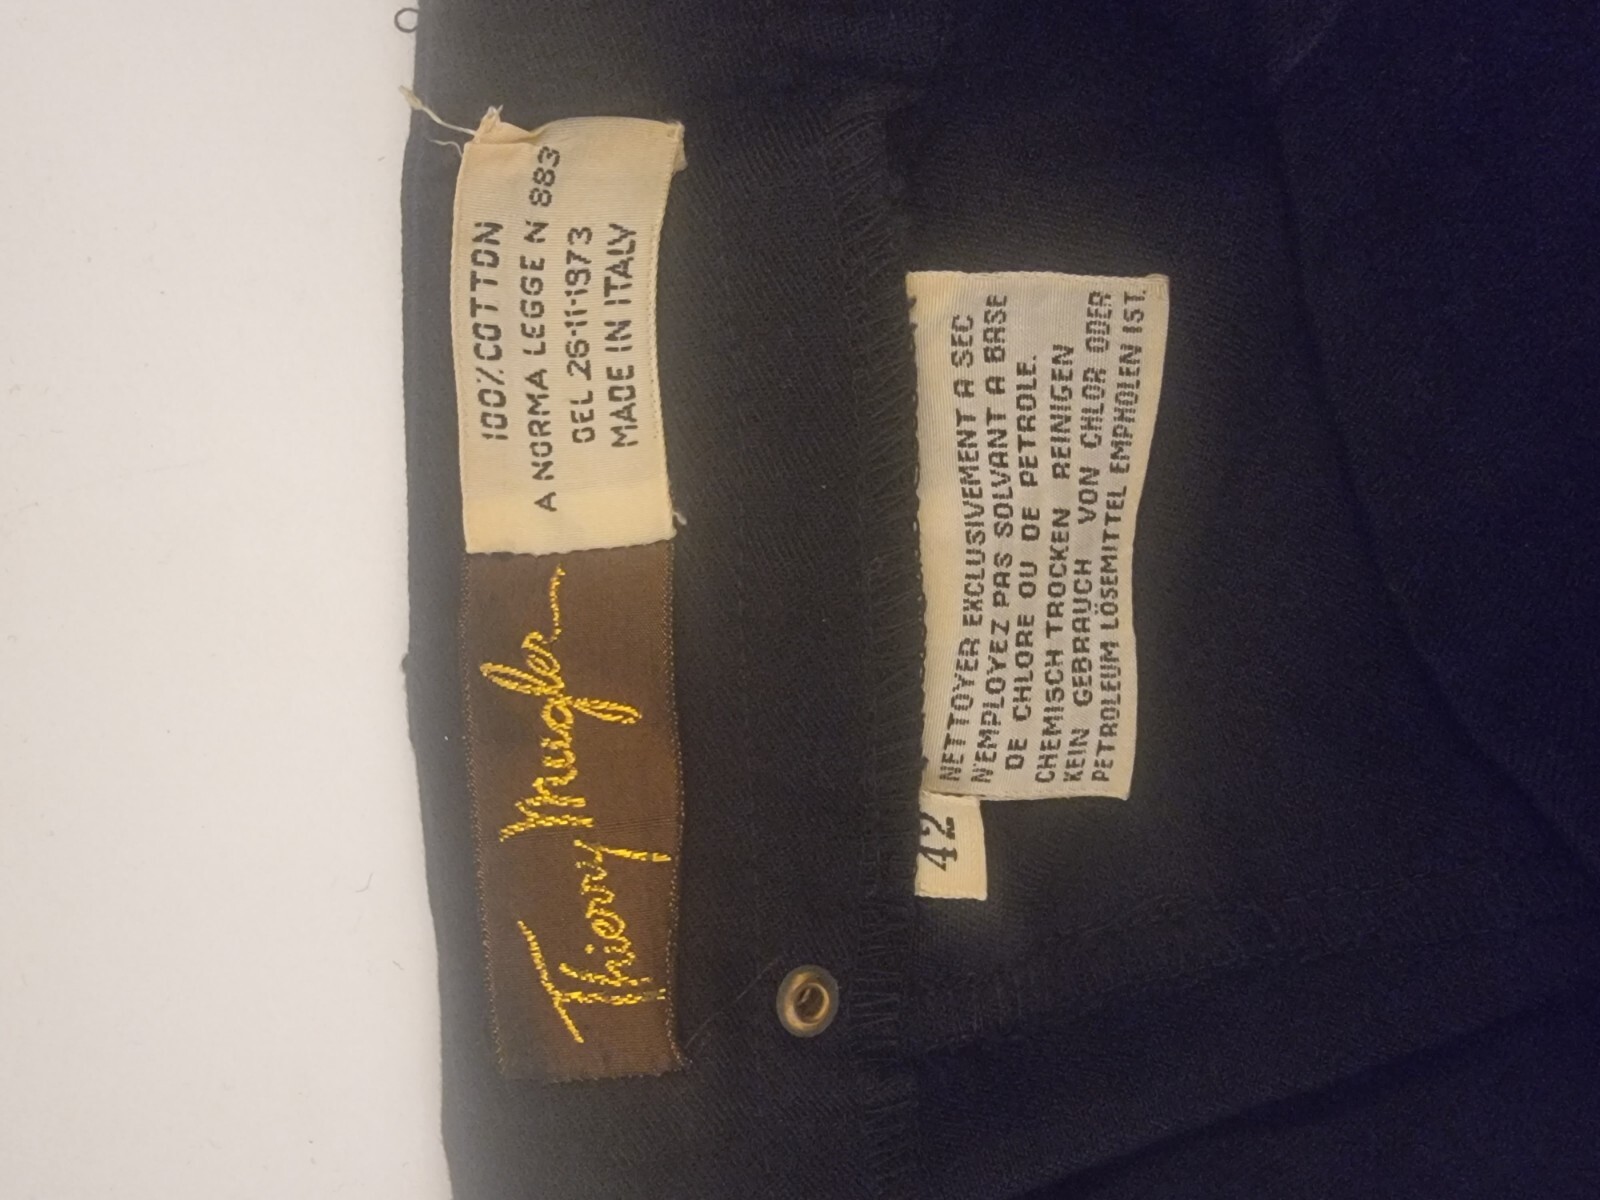 Thierry Mugler
100% COTTON
A NORMA LEGGE N 883
DEL 26-11-1973
MADE IN ITALY
42
NETTOYER EXCLUSIVEMENT A SEC
N'EMPLOYEZ PAS SOLVANT A BASE
DE CHLORE OU DE PETROLE.
CHEMISCH TROCKEN REINIGEN
KEIN GEBRAUCH VON CHLOR ODER
PETROLEUM LÖSEMITTEL EMPHOLEN IST.